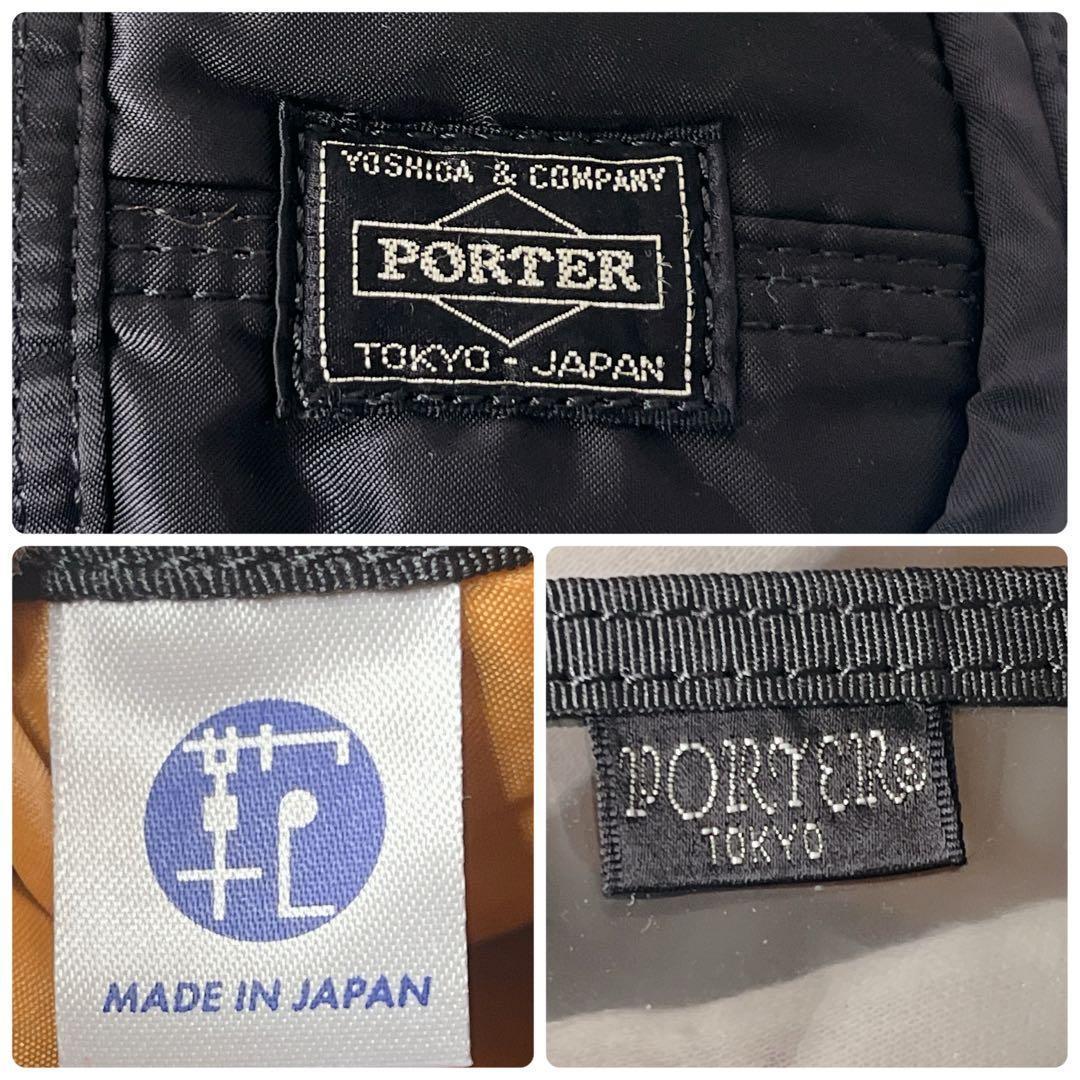 YOSHIDA & COMPANY
PORTER
TOKYO - JAPAN
MADE IN JAPAN
PORTER®
TOKYO